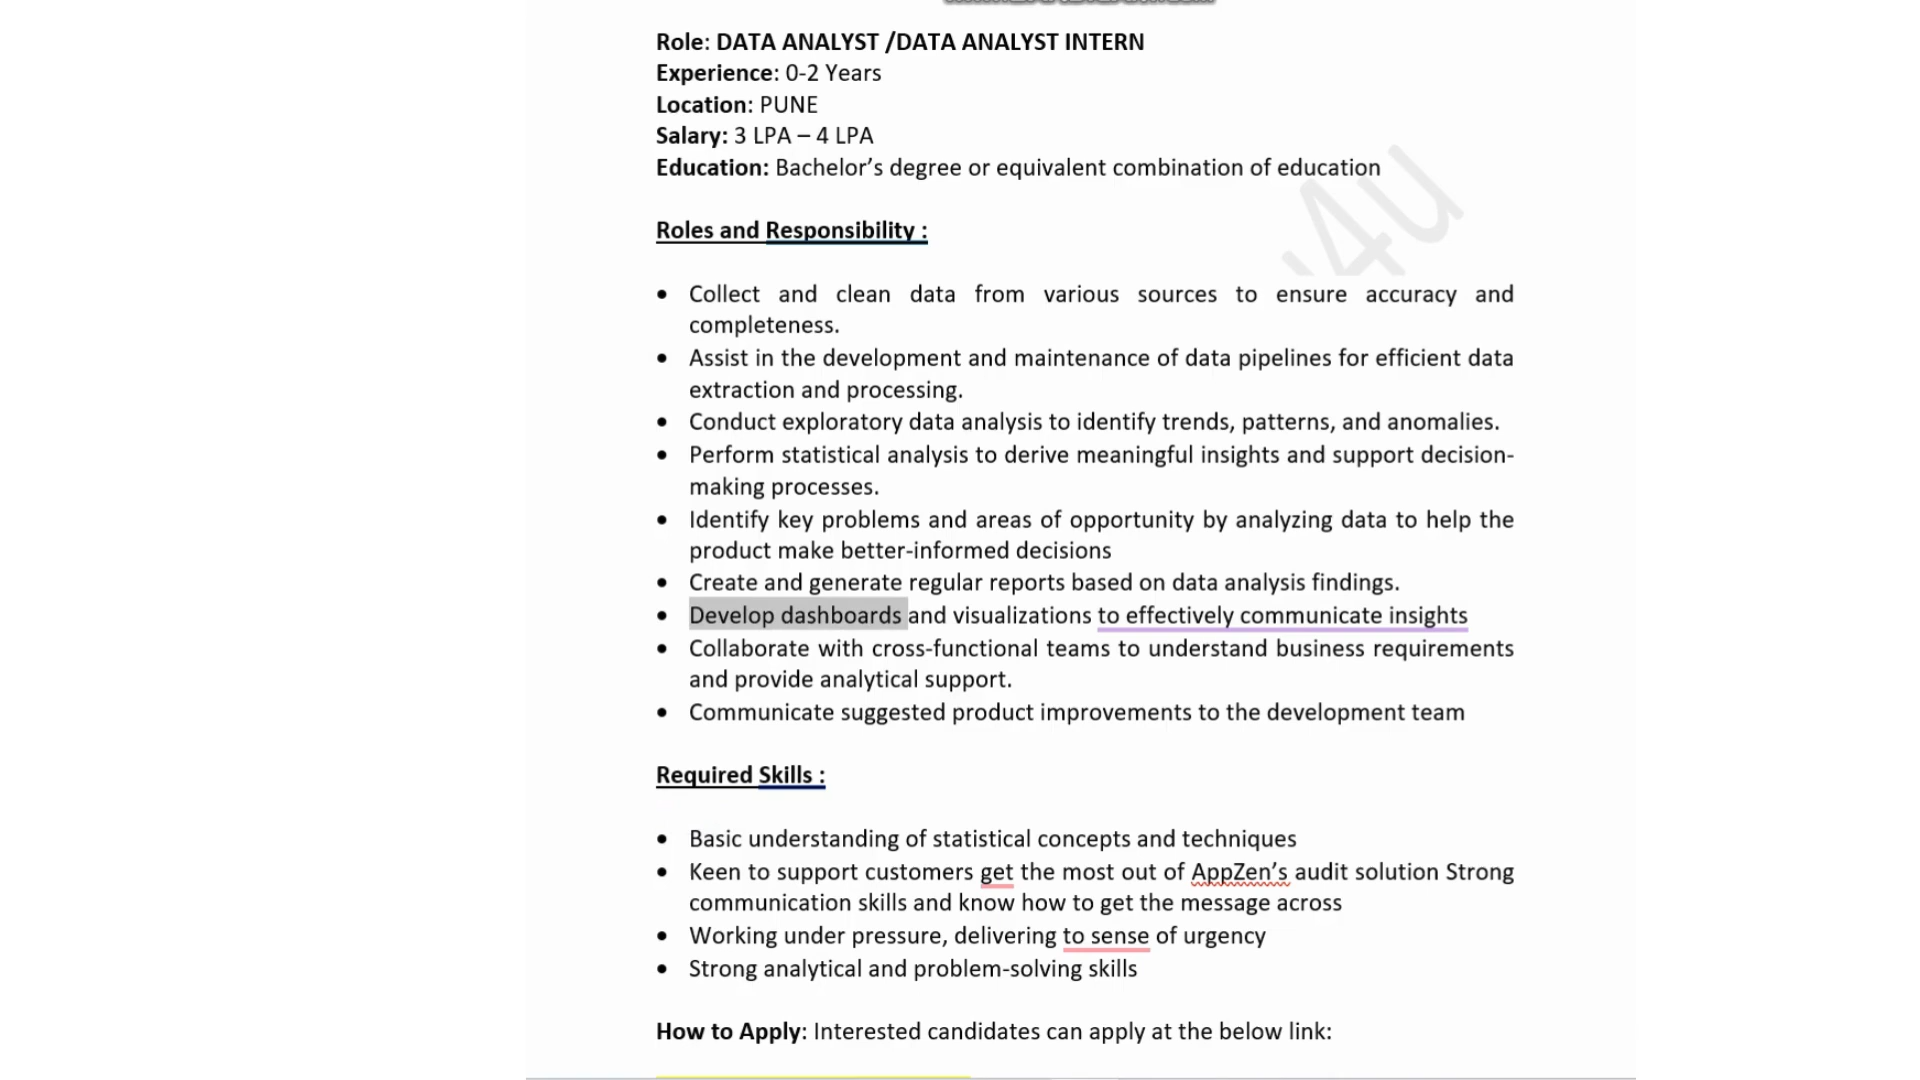 Role: DATA ANALYST /DATA ANALYST INTERN
Experience: 0-2 Years
Location: PUNE
Salary: 3 LPA – 4 LPA
Education: Bachelor’s degree or equivalent combination of education
4u
Roles and Responsibility :
• Collect and clean data from various sources to ensure accuracy and
completeness.
• Assist in the development and maintenance of data pipelines for efficient data
extraction and processing.
• Conduct exploratory data analysis to identify trends, patterns, and anomalies.
• Perform statistical analysis to derive meaningful insights and support decision-
making processes.
• Identify key problems and areas of opportunity by analyzing data to help the
product make better-informed decisions
• Create and generate regular reports based on data analysis findings.
• Develop dashboards and visualizations to effectively communicate insights
• Collaborate with cross-functional teams to understand business requirements
and provide analytical support.
• Communicate suggested product improvements to the development team
Required Skills :
• Basic understanding of statistical concepts and techniques
• Keen to support customers get the most out of AppZen’s audit solution Strong
communication skills and know how to get the message across
• Working under pressure, delivering to sense of urgency
• Strong analytical and problem-solving skills
How to Apply: Interested candidates can apply at the below link: